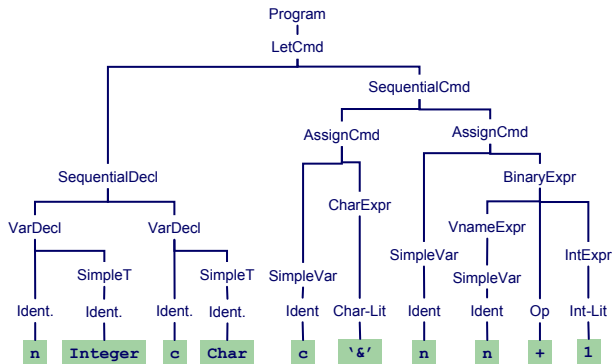 Program
LetCmd
SequentialCmd
AssignCmd AssignCmd
SequentialDecl BinaryExpr
CharExpr
VarDecl VarDecl VnameExpr
SimpleVar IntExpr
SimpleT SimpleT SimpleVar SimpleVar
Ident. Ident. Ident. Ident. Ident Char-Lit Ident Ident Op Int-Lit
n Integer c Char c ‘&’ n n + 1